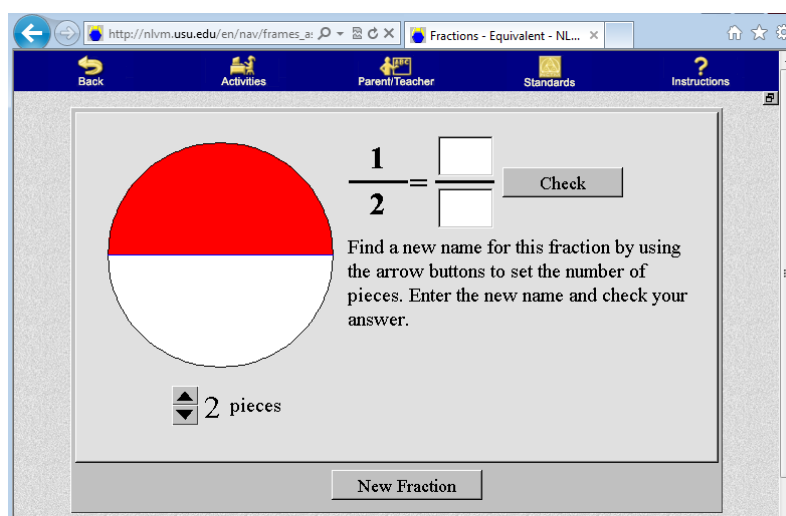 http://nlvm.usu.edu/en/nav/frames_a: Fractions - Equivalent - NL...
Back Activities Parent/Teacher Standards Instructions
1
2
=
Check
Find a new name for this fraction by using
the arrow buttons to set the number of
pieces. Enter the new name and check your
answer.
2 pieces
New Fraction